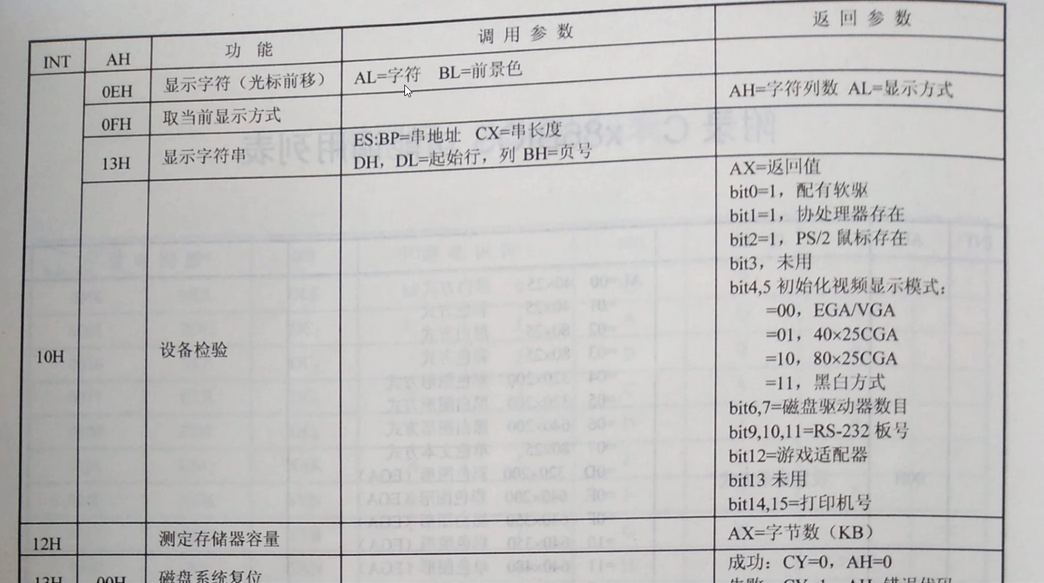 INT AH 功能 调用参数 返回参数
0EH 显示字符（光标前移） AL=字符 BL=前景色
0FH 取当前显示方式 AH=字符列数 AL=显示方式
13H 显示字符串 ES:BP=串地址 CX=串长度
DH，DL=起始行，列 BH=页号
10H 设备检验 AX=返回值
bit0=1，配有软驱
bit1=1，协处理器存在
bit2=1，PS/2 鼠标存在
bit3，未用
bit4,5 初始化视频显示模式：
=00，EGA/VGA
=01，40×25CGA
=10，80×25CGA
=11，黑白方式
bit6,7=磁盘驱动器数目
bit9,10,11=RS-232 板号
bit12=游戏适配器
bit13 未用
bit14,15=打印机号
12H 测定存储器容量 AX=字节数（KB）
13H 00H 磁盘系统复位 成功：CY=0，AH=0